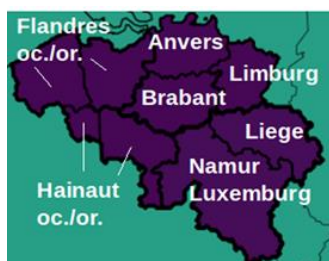 Flandres
oc./or.
Anvers
Limburg
Brabant
Liege
Namur
Luxemburg
Hainaut
oc./or.